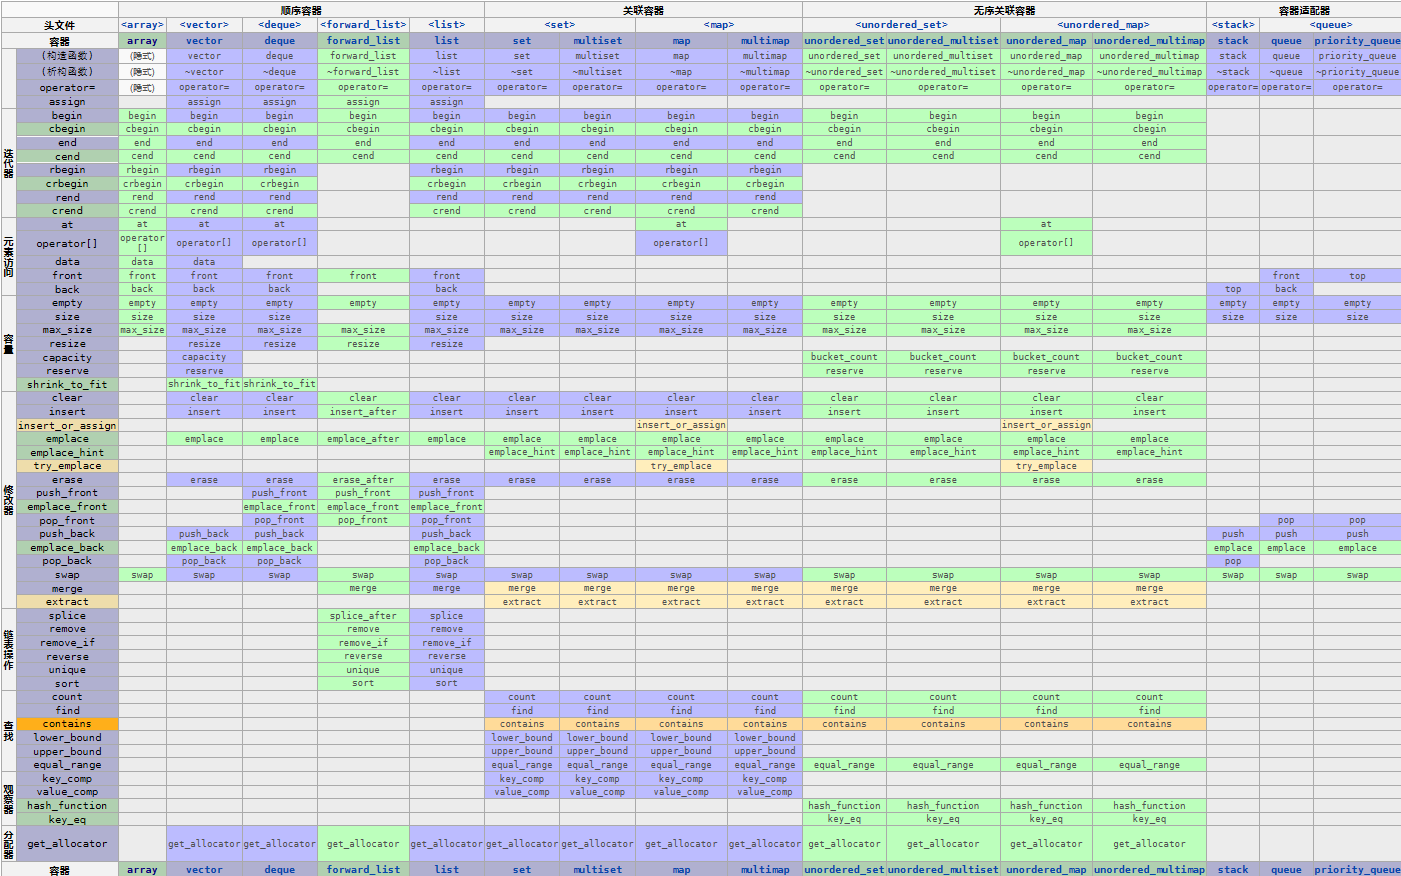 顺序容器 关联容器 无序关联容器 容器适配器
头文件 <array> <vector> <deque> <forward_list> <list> <set> <map> <unordered_set> <unordered_map> <stack> <queue>
容器 array vector deque forward_list list set multiset map multimap unordered_set unordered_multiset unordered_map unordered_multimap stack queue priority_queue
(构造函数) (隐式) vector deque forward_list list set multiset map multimap unordered_set unordered_multiset unordered_map unordered_multimap stack queue priority_queue
(析构函数) (隐式) ~vector ~deque ~forward_list ~list ~set ~multiset ~map ~multimap ~unordered_set ~unordered_multiset ~unordered_map ~unordered_multimap ~stack ~queue ~priority_queue
operator= (隐式) operator= operator= operator= operator= operator= operator= operator= operator= operator= operator= operator= operator= operator= operator= operator=
assign assign assign assign assign
迭代器
begin begin begin begin begin begin begin begin begin begin begin begin begin begin
cbegin cbegin cbegin cbegin cbegin cbegin cbegin cbegin cbegin cbegin cbegin cbegin cbegin cbegin
end end end end end end end end end end end end end end
cend cend cend cend cend cend cend cend cend cend cend cend cend cend
rbegin rbegin rbegin rbegin rbegin rbegin rbegin rbegin rbegin
crbegin crbegin crbegin crbegin crbegin crbegin crbegin crbegin crbegin
rend rend rend rend rend rend rend rend rend
crend crend crend crend crend crend crend crend crend
元素访问
at at at at at at
operator[] operator [] operator[] operator[] operator[] operator[]
data data data
front front front front front front front top
back back back back back top back
容量
empty empty empty empty empty empty empty empty empty empty empty empty empty empty empty empty empty
size size size size size size size size size size size size size size size size
max_size max_size max_size max_size max_size max_size max_size max_size max_size max_size max_size max_size max_size max_size
resize resize resize resize resize
capacity capacity bucket_count bucket_count bucket_count bucket_count
reserve reserve reserve reserve reserve reserve
shrink_to_fit shrink_to_fit shrink_to_fit
修改器
clear clear clear clear clear clear clear clear clear clear clear clear clear
insert insert insert insert_after insert insert insert insert insert insert insert insert insert
insert_or_assign insert_or_assign insert_or_assign
emplace emplace emplace emplace_after emplace emplace emplace emplace emplace emplace emplace emplace emplace
emplace_hint emplace_hint emplace_hint emplace_hint emplace_hint emplace_hint emplace_hint emplace_hint emplace_hint
try_emplace try_emplace try_emplace
erase erase erase erase_after erase erase erase erase erase erase erase erase erase
push_front push_front push_front push_front
emplace_front emplace_front emplace_front emplace_front
pop_front pop_front pop_front pop_front pop pop
push_back push_back push_back push_back push push push
emplace_back emplace_back emplace_back emplace_back emplace emplace emplace
pop_back pop_back pop_back pop_back pop
swap swap swap swap swap swap swap swap swap swap swap swap swap swap swap swap swap
merge merge merge merge merge merge merge merge merge merge merge
extract extract extract extract extract extract extract extract extract
链表操作
splice splice_after splice
remove remove remove
remove_if remove_if remove_if
reverse reverse reverse
unique unique unique
sort sort sort
查找
count count count count count count count count count
find find find find find find find find find
contains contains contains contains contains contains contains contains contains
lower_bound lower_bound lower_bound lower_bound lower_bound
upper_bound upper_bound upper_bound upper_bound upper_bound
equal_range equal_range equal_range equal_range equal_range equal_range equal_range equal_range equal_range
观察器
key_comp key_comp key_comp key_comp key_comp
value_comp value_comp value_comp value_comp value_comp
hash_function hash_function hash_function hash_function hash_function
key_eq key_eq key_eq key_eq key_eq
分配器
get_allocator get_allocator get_allocator get_allocator get_allocator get_allocator get_allocator get_allocator get_allocator get_allocator get_allocator get_allocator get_allocator
容器 array vector deque forward_list list set multiset map multimap unordered_set unordered_multiset unordered_map unordered_multimap stack queue priority_queue